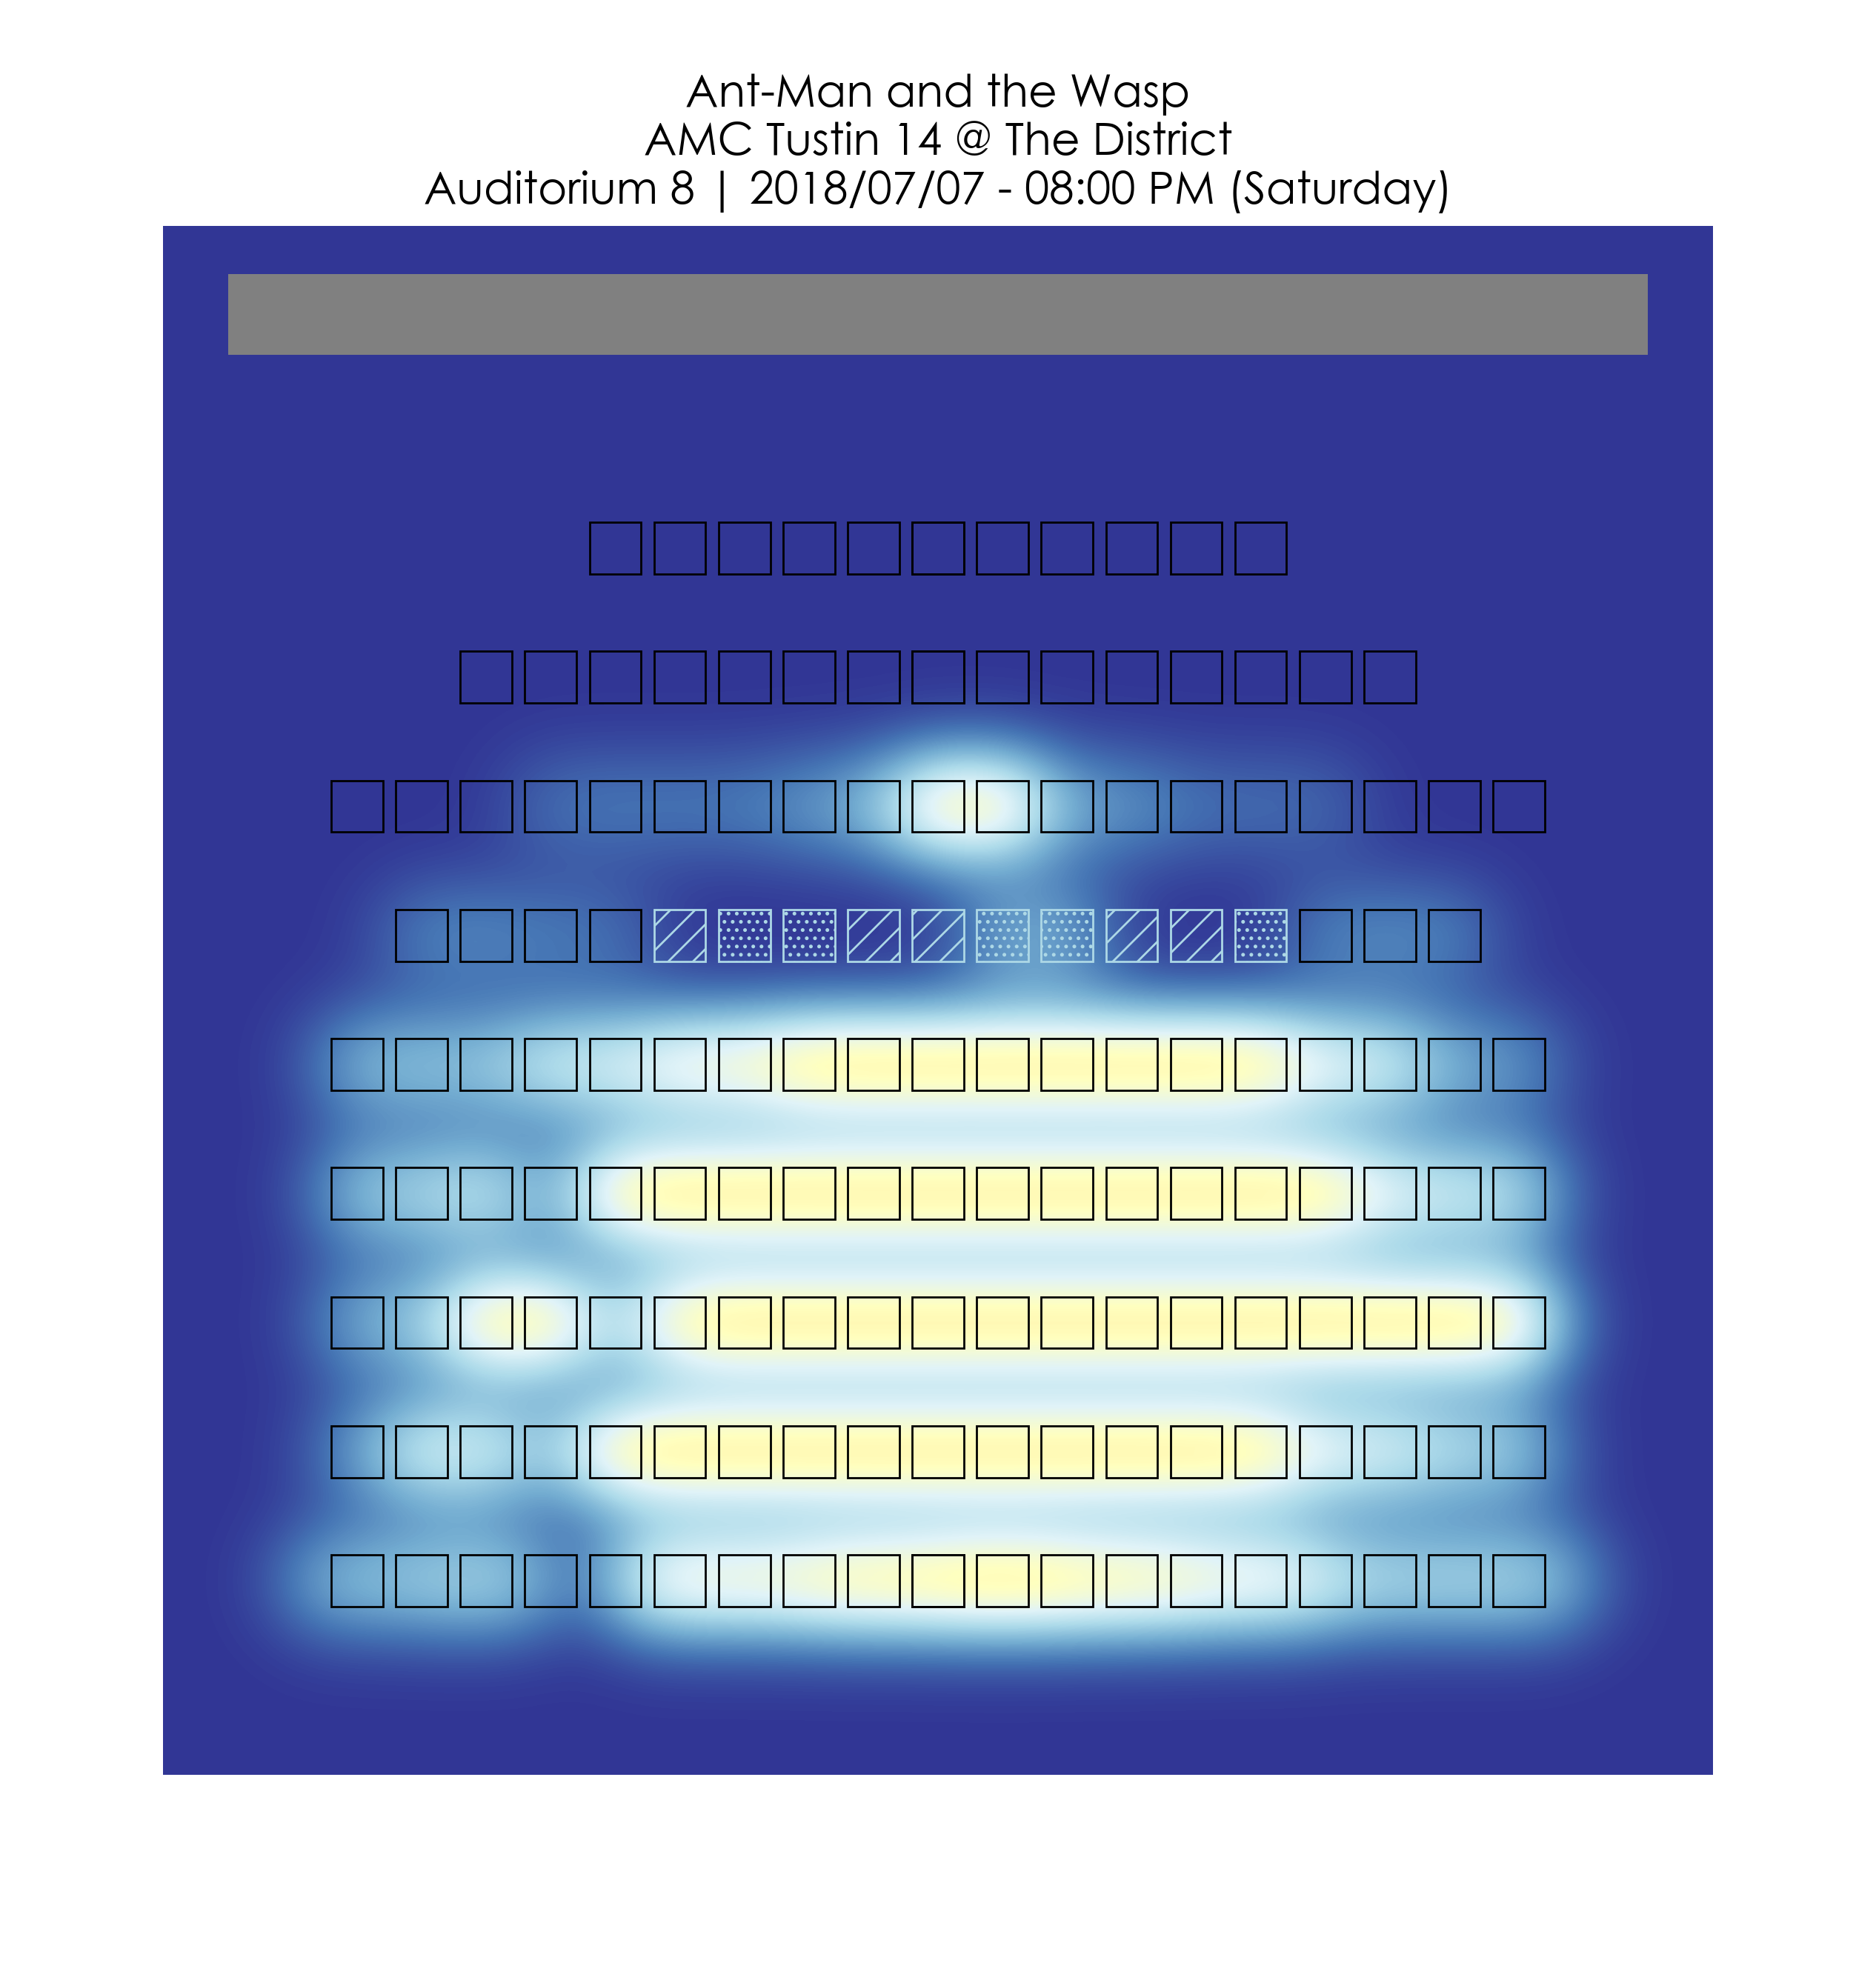 Ant-Man and the Wasp
AMC Tustin 14 @ The District
Auditorium 8 | 2018/07/07 - 08:00 PM (Saturday)